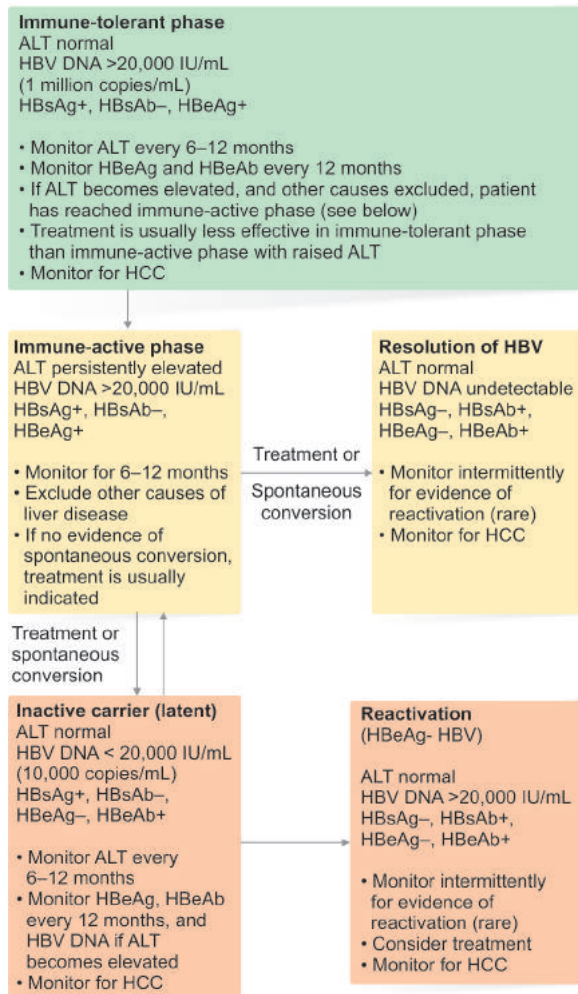 Immune-tolerant phase
ALT normal
HBV DNA >20,000 IU/mL
(1 million copies/mL)
HBsAg+, HBsAb–, HBeAg+
• Monitor ALT every 6–12 months
• Monitor HBeAg and HBeAb every 12 months
• If ALT becomes elevated, and other causes excluded, patient
has reached immune-active phase (see below)
• Treatment is usually less effective in immune-tolerant phase
than immune-active phase with raised ALT
• Monitor for HCC
Immune-active phase
ALT persistently elevated
HBV DNA >20,000 IU/mL
HBsAg+, HBsAb–,
HBeAg+
• Monitor for 6–12 months
• Exclude other causes of
liver disease
• If no evidence of
spontaneous conversion,
treatment is usually
indicated
Treatment or
Spontaneous
conversion
Resolution of HBV
ALT normal
HBV DNA undetectable
HBsAg–, HBsAb+,
HBeAg–, HBeAb+
• Monitor intermittently
for evidence of
reactivation (rare)
• Monitor for HCC
Treatment or
spontaneous
conversion
Inactive carrier (latent)
ALT normal
HBV DNA < 20,000 IU/mL
(10,000 copies/mL)
HBsAg+, HBsAb–,
HBeAg–, HBeAb+
• Monitor ALT every
6–12 months
• Monitor HBeAg, HBeAb
every 12 months, and
HBV DNA if ALT
becomes elevated
• Monitor for HCC
Reactivation
(HBeAg- HBV)
ALT normal
HBV DNA >20,000 IU/mL
HBsAg–, HBsAb+,
HBeAg–, HBeAb+
• Monitor intermittently
for evidence of
reactivation (rare)
• Consider treatment
• Monitor for HCC